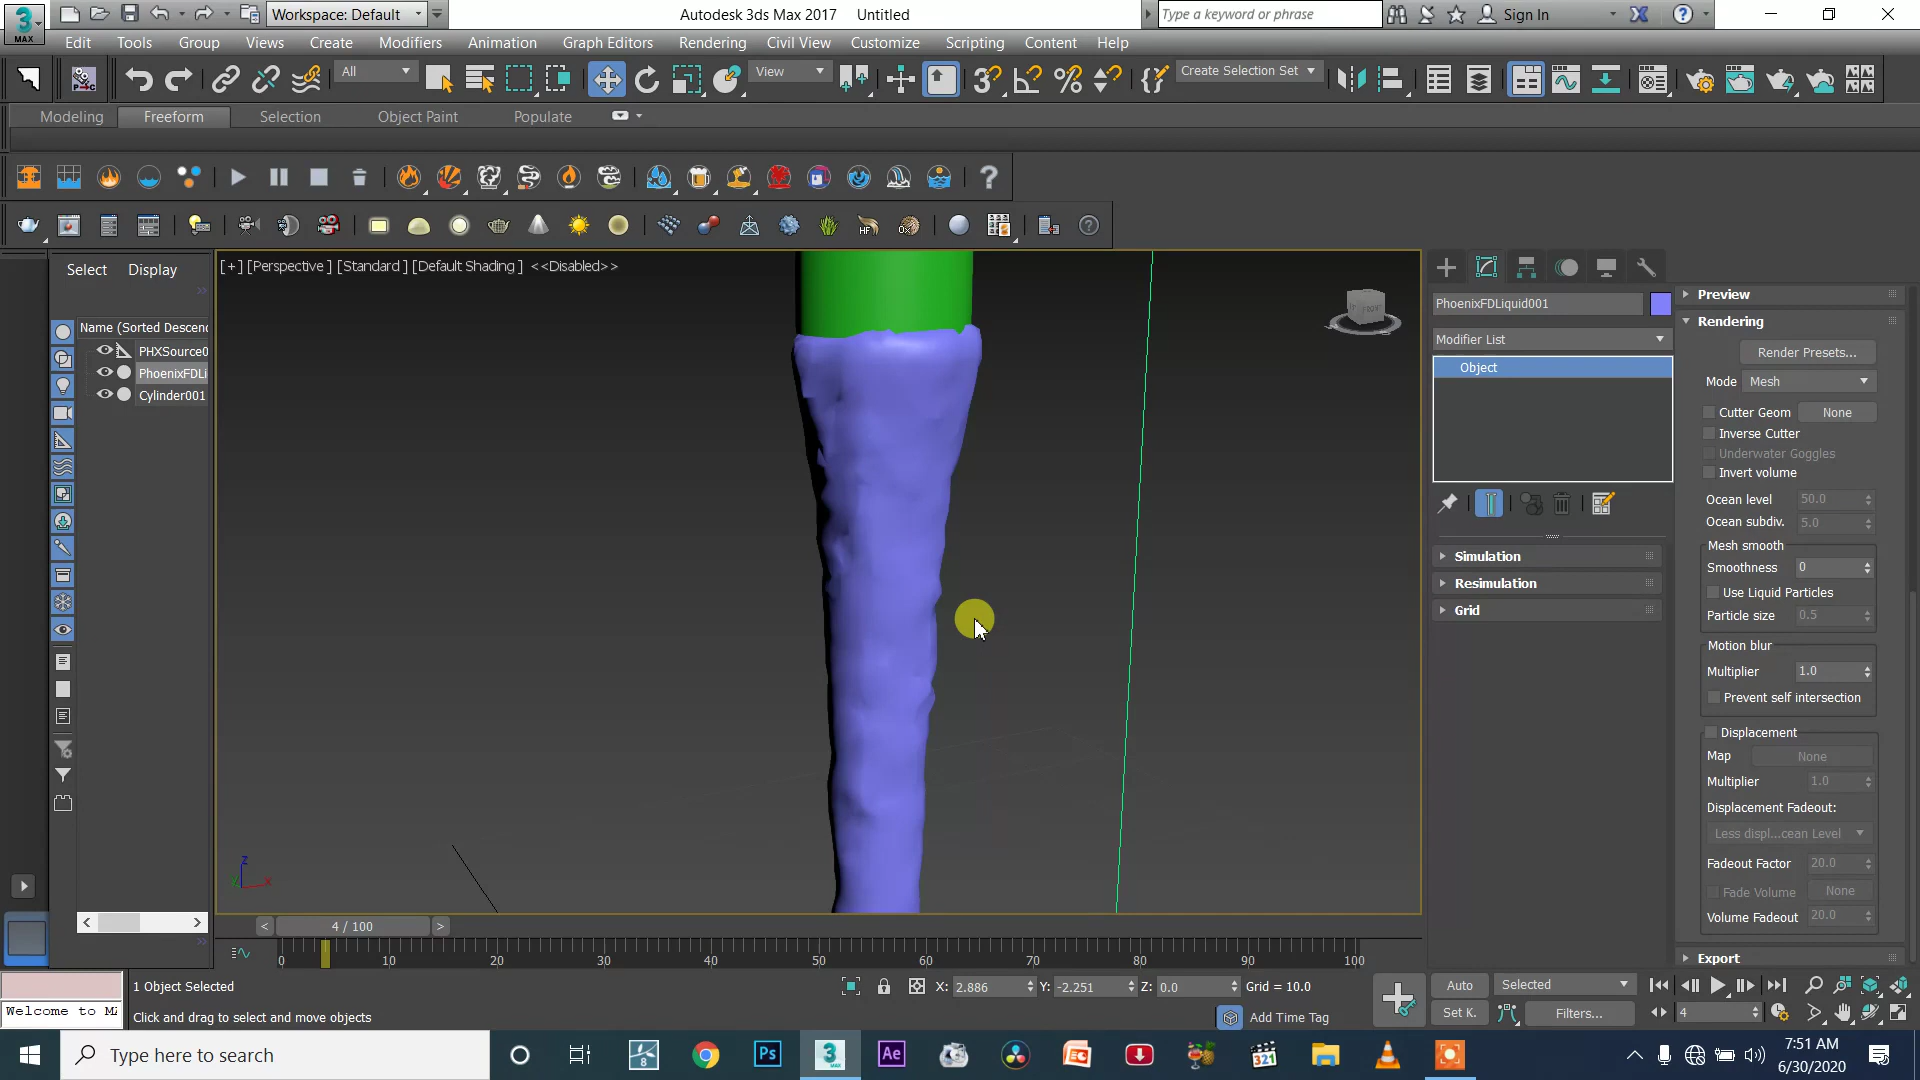 3
MAX
Workspace: Default
Autodesk 3ds Max 2017 Untitled
Type a keyword or phrase
Sign In
Edit Tools Group Views Create Modifiers Animation Graph Editors Rendering Civil View Customize Scripting Content Help
All
View
Create Selection Set
Modeling Freeform Selection Object Paint Populate
Select Display
[+] [Perspective ] [Standard ] [Default Shading ] <<Disabled>>
Name (Sorted Descend
PHXSource0
PhoenixFDLi
Cylinder001
PhoenixFDLiquid001
Modifier List
Object
Simulation
Resimulation
Grid
Preview
Rendering
Render Presets...
Mode Mesh
Cutter Geom None
Inverse Cutter
Underwater Goggles
Invert volume
Ocean level 50.0
Ocean subdiv. 5.0
Mesh smooth
Smoothness 0
Use Liquid Particles
Particle size 0.5
Motion blur
Multiplier 1.0
Prevent self intersection
Displacement
Map None
Multiplier 1.0
Displacement Fadeout:
Less displ...cean Level
Fadeout Factor 20.0
Fade Volume None
Volume Fadeout 20.0
Export
z
x
4 / 100
0 10 20 30 40 50 60 70 80 90 100
1 Object Selected
X: 2.886 Y: -2.251 Z: 0.0 Grid = 10.0
Auto Selected
Welcome to MA
Click and drag to select and move objects
Add Time Tag
Set K. Filters...
4
Type here to search
7:51 AM
6/30/2020